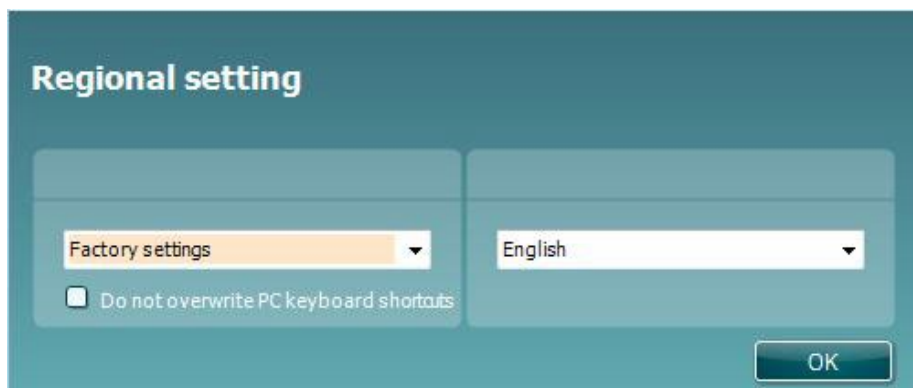 Regional setting
Factory settings
English
Do not overwrite PC keyboard shortcuts
OK